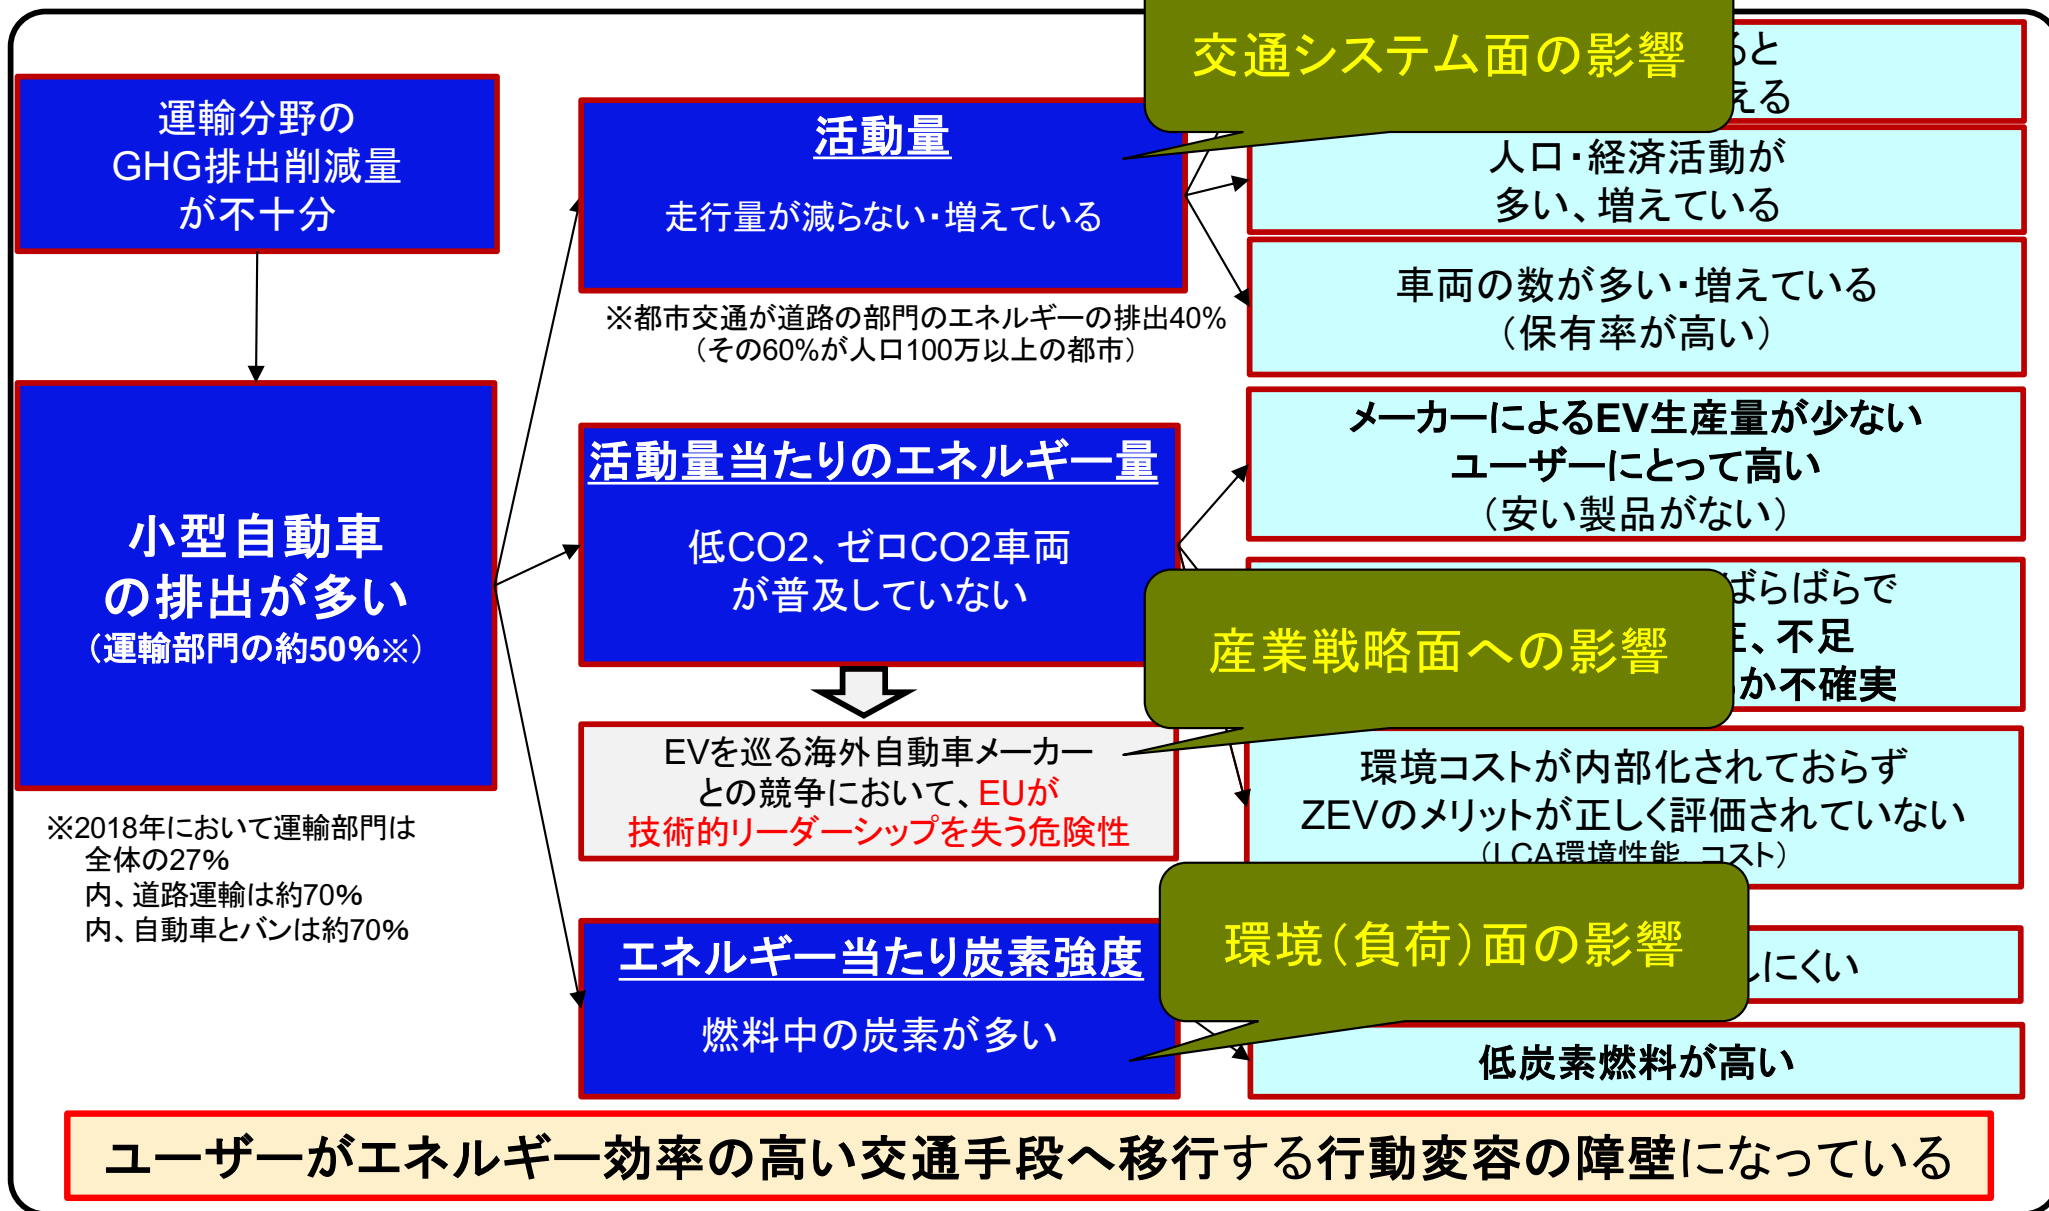 運輸分野の
GHG排出削減量
が不十分
小型自動車
の排出が多い
（運輸部門の約50%※）
※2018年において運輸部門は
全体の27%
内、道路運輸は約70%
内、自動車とバンは約70%
活動量
走行量が減らない・増えている
※都市交通が道路の部門のエネルギーの排出40%
（その60%が人口100万以上の都市）
活動量当たりのエネルギー量
低CO2、ゼロCO2車両
が普及していない
EVを巡る海外自動車メーカー
との競争において、EUが
技術的リーダーシップを失う危険性
エネルギー当たり炭素強度
燃料中の炭素が多い
交通システム面の影響
ると
える
人口・経済活動が
多い、増えている
車両の数が多い・増えている
（保有率が高い）
メーカーによるEV生産量が少ない
ユーザーにとって高い
（安い製品がない）
産業戦略面への影響
ばらばらで
、不足
か不確実
環境コストが内部化されておらず
ZEVのメリットが正しく評価されていない
（LCA環境性能、コスト）
環境（負荷）面の影響
しにくい
低炭素燃料が高い
ユーザーがエネルギー効率の高い交通手段へ移行する行動変容の障壁になっている